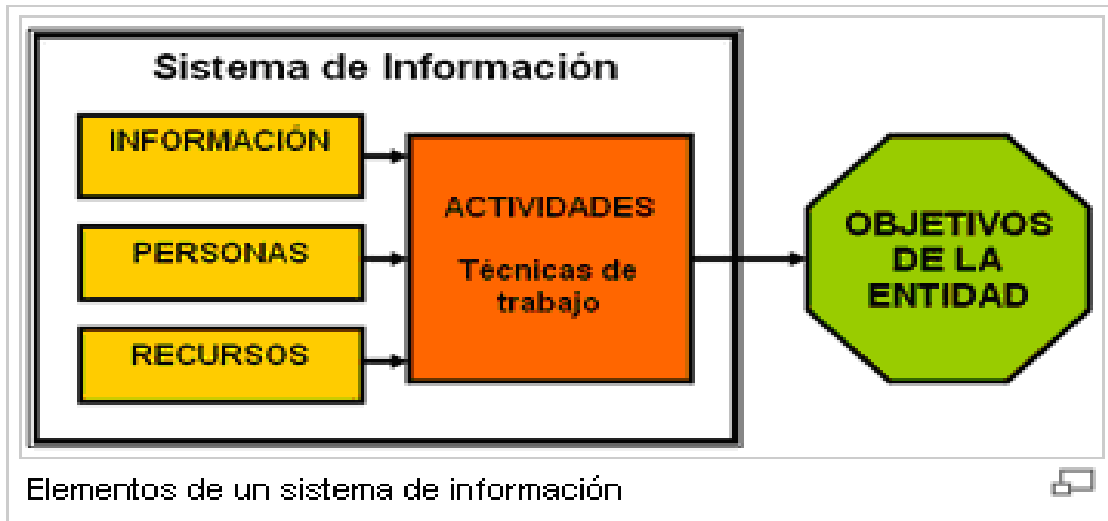 Sistema de Información
INFORMACIÓN
PERSONAS
RECURSOS
ACTIVIDADES
Técnicas de
trabajo
OBJETIVOS
DE LA
ENTIDAD
Elementos de un sistema de información